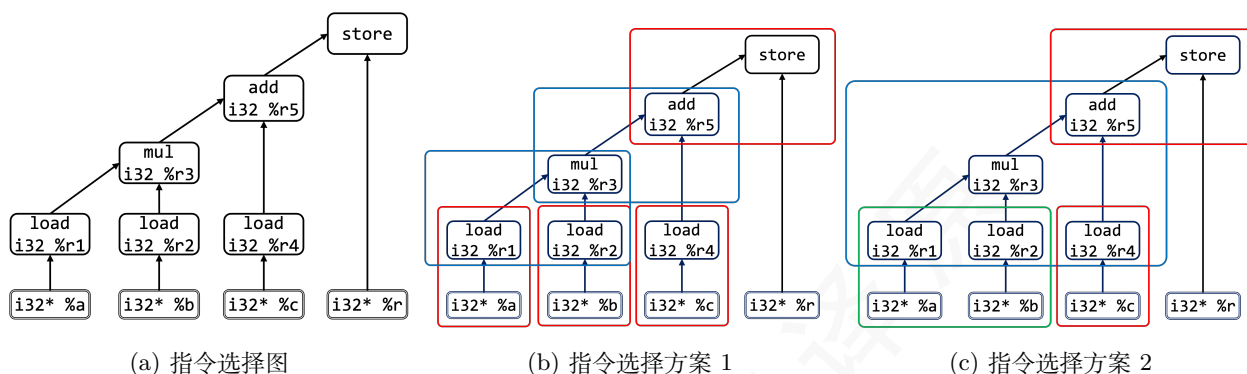 store
add
i32 %r5
mul
i32 %r3
load
i32 %r1
load
i32 %r2
load
i32 %r4
i32* %a
i32* %b
i32* %c
i32* %r
(a) 指令选择图
store
add
i32 %r5
mul
i32 %r3
load
i32 %r1
load
i32 %r2
load
i32 %r4
i32* %a
i32* %b
i32* %c
i32* %r
(b) 指令选择方案 1
store
add
i32 %r5
mul
i32 %r3
load
i32 %r1
load
i32 %r2
load
i32 %r4
i32* %a
i32* %b
i32* %c
i32* %r
(c) 指令选择方案 2